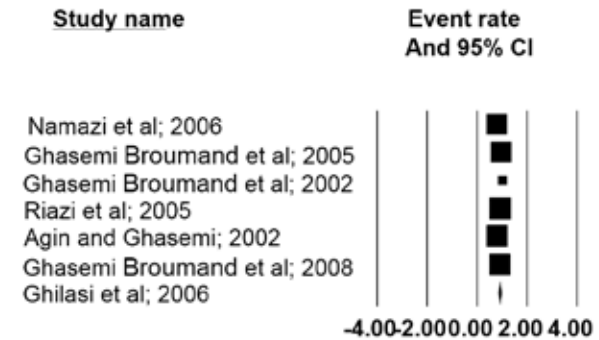 Study name
Event rate
And 95% CI
Namazi et al; 2006
Ghasemi Broumand et al; 2005
Ghasemi Broumand et al; 2002
Riazi et al; 2005
Agin and Ghasemi; 2002
Ghasemi Broumand et al; 2008
Ghilasi et al; 2006
-4.00-2.000.00 2.00 4.00